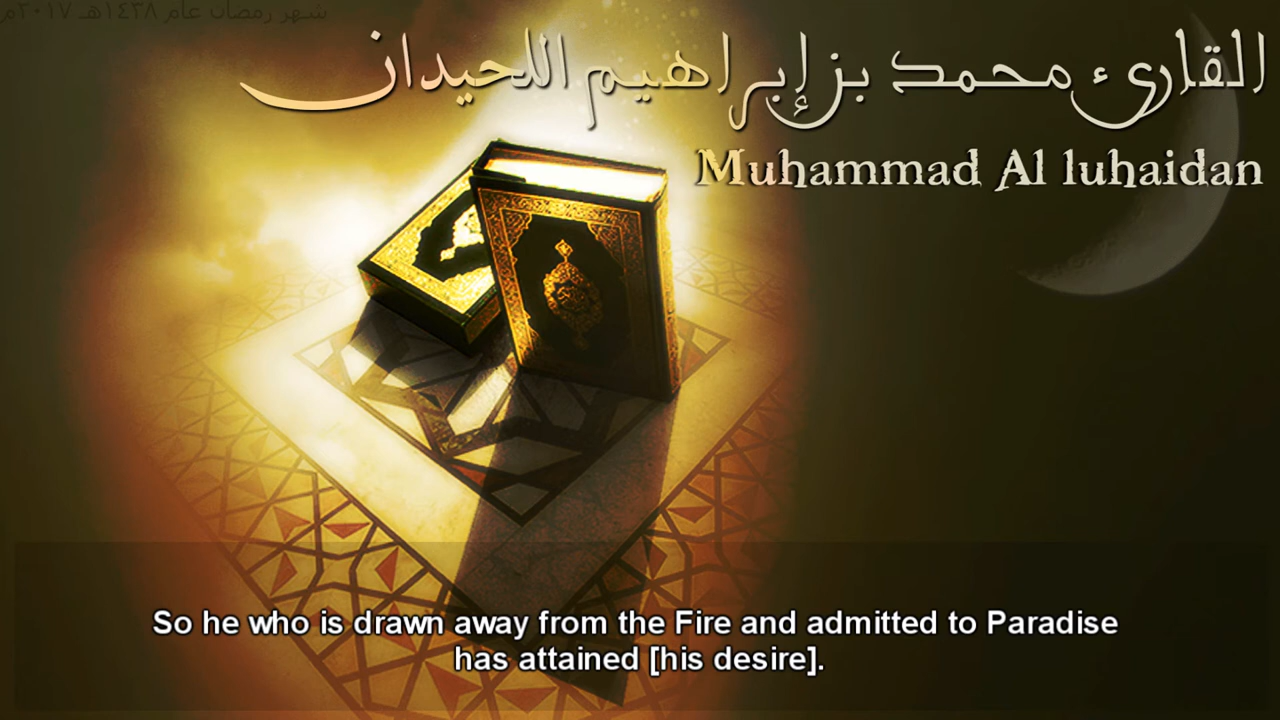 شهر رمضان عام ١٤٣٨هـ ٢٠١٧م
القارئ محمد بن إبراهيم اللحيدان
Muhammad Al luhaidan
So he who is drawn away from the Fire and admitted to Paradise
has attained [his desire].